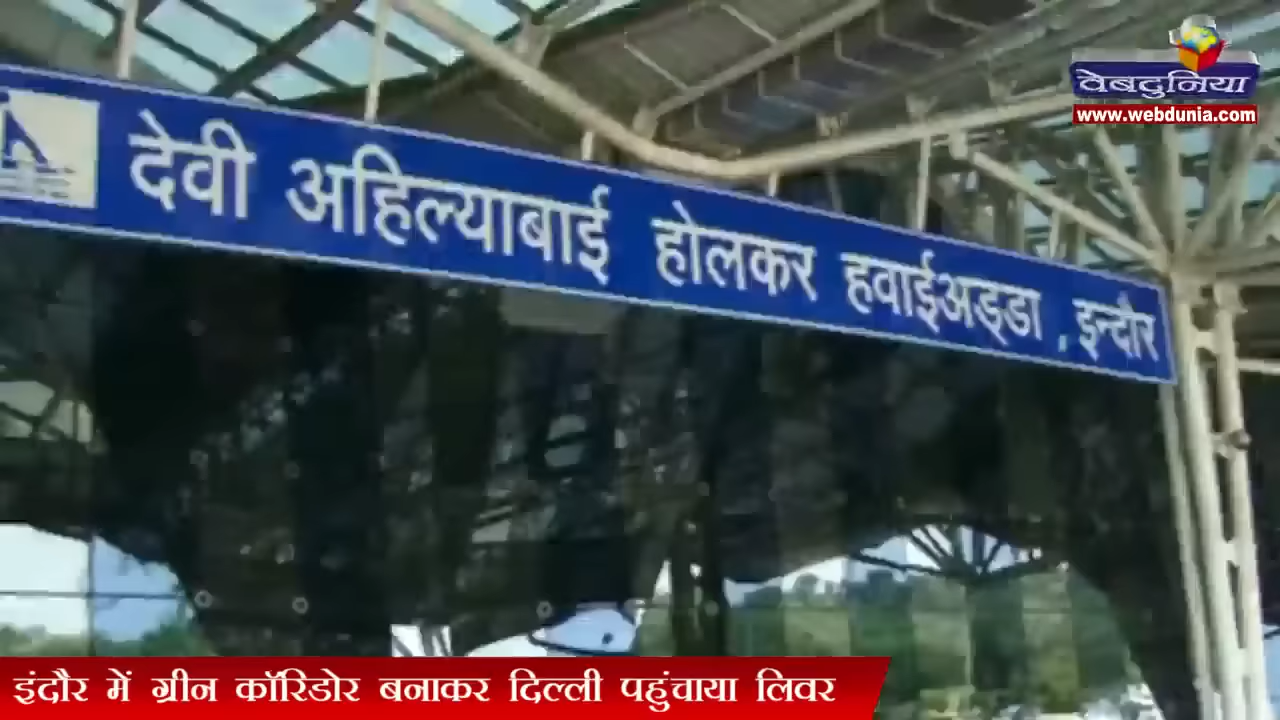 वेबदुनिया
www.webdunia.com
देवी अहिल्याबाई होलकर हवाईअड्डा , इन्दौर
इंदौर में ग्रीन कॉरिडोर बनाकर दिल्ली पहुंचाया लिवर